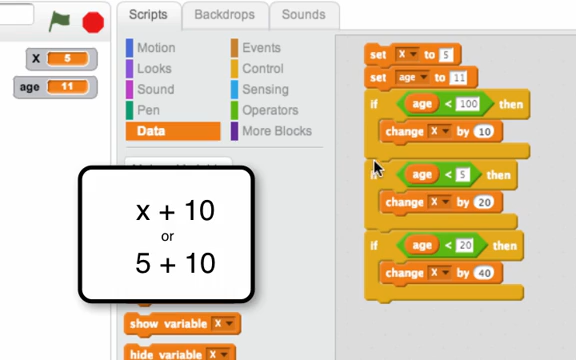 Scripts Backdrops Sounds
X 5
age 11
Motion Events
Looks Control
Sound Sensing
Pen Operators
Data More Blocks
show variable X
hide variable X
x + 10
or
5 + 10
set X to 5
set age to 11
If age < 100 then
change X by 10
age < 5 then
change X by 20
If age < 20 then
change X by 40